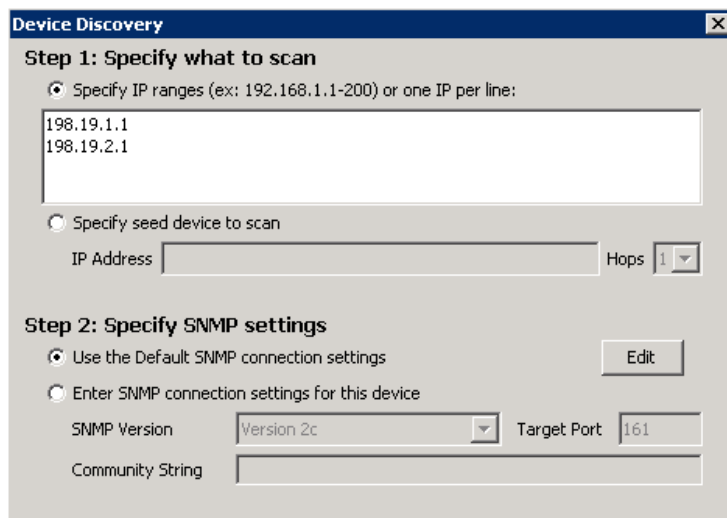 Device Discovery
Step 1: Specify what to scan
Specify IP ranges (ex: 192.168.1.1-200) or one IP per line:
198.19.1.1
198.19.2.1
Specify seed device to scan
IP Address Hops 1
Step 2: Specify SNMP settings
Use the Default SNMP connection settings Edit
Enter SNMP connection settings for this device
SNMP Version Version 2c Target Port 161
Community String